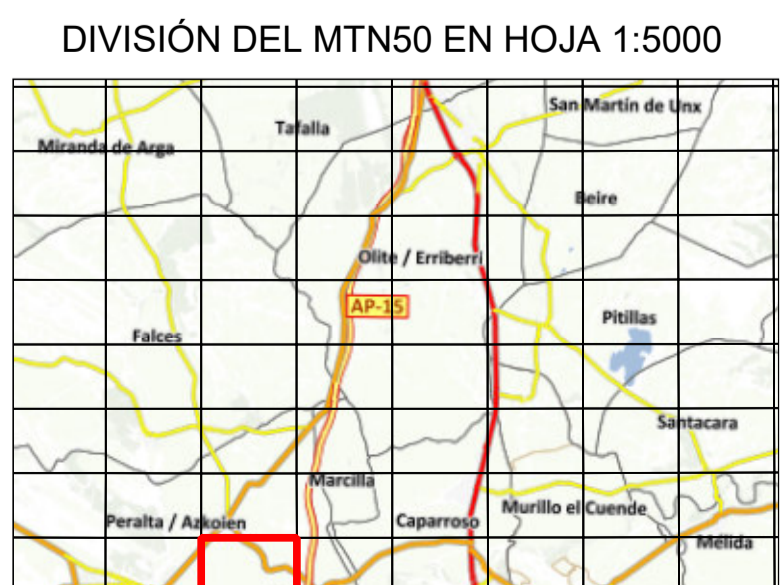 DIVISIÓN DEL MTN50 EN HOJA 1:5000
San Martín de Unx
Tafalla
Miranda de Arga
Beire
Olite / Erriberri
AP-15
Pitillas
Falces
Santacara
Marcilla
Murillo el Cuende
Peralta / Azkoien
Caparroso
Mélida